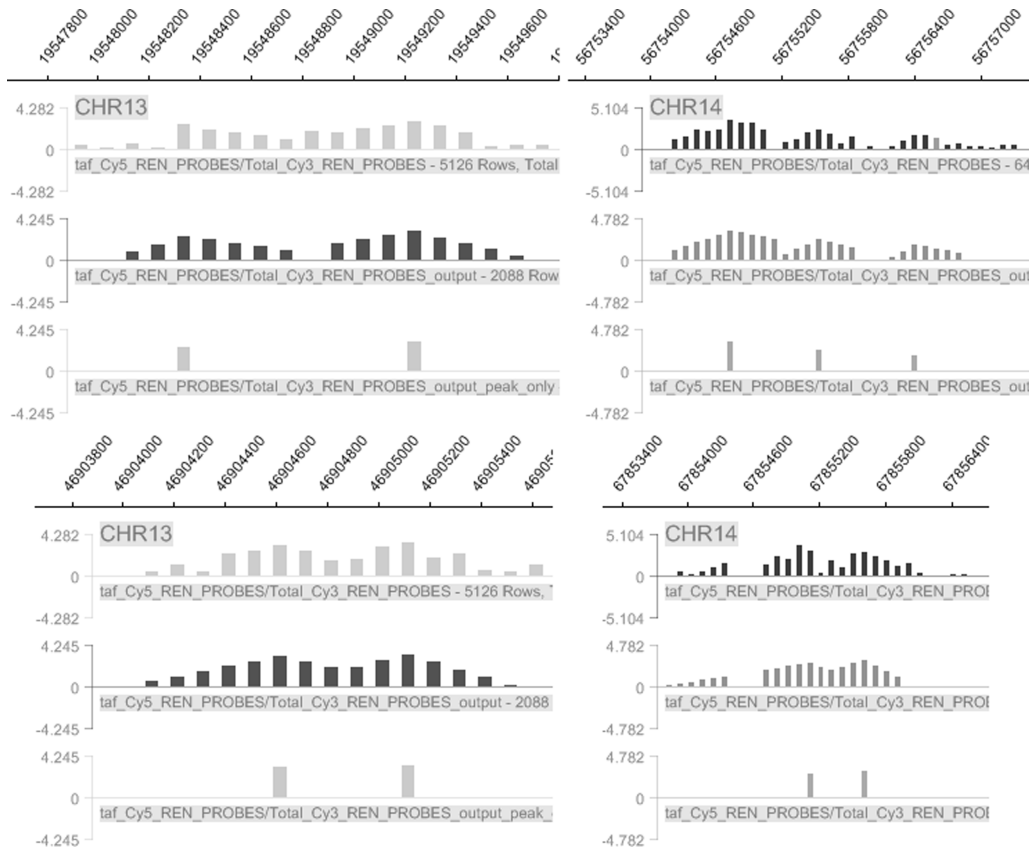 19547800 19548000 19548200 19548400 19548600 19548800 19549000 19549200 19549400 19549600
4.282
CHR13
0
taf_Cy5_REN_PROBES/Total_Cy3_REN_PROBES - 5126 Rows, Total
-4.282
4.245
0
taf_Cy5_REN_PROBES/Total_Cy3_REN_PROBES_output - 2088 Row
-4.245
4.245
0
taf_Cy5_REN_PROBES/Total_Cy3_REN_PROBES_output_peak_only
-4.245
56753400 56754000 56754600 56755200 56755800 56756400 56757000
5.104
CHR14
0
taf_Cy5_REN_PROBES/Total_Cy3_REN_PROBES - 64
-5.104
4.782
0
taf_Cy5_REN_PROBES/Total_Cy3_REN_PROBES_out
-4.782
4.782
0
taf_Cy5_REN_PROBES/Total_Cy3_REN_PROBES_out
-4.782
46903800 46904000 46904200 46904400 46904600 46904800 46905000 46905200 46905400
4.282
CHR13
0
taf_Cy5_REN_PROBES/Total_Cy3_REN_PROBES - 5126 Rows,
-4.282
4.245
0
taf_Cy5_REN_PROBES/Total_Cy3_REN_PROBES_output - 2088
-4.245
4.245
0
taf_Cy5_REN_PROBES/Total_Cy3_REN_PROBES_output_peak_
-4.245
67853400 67854000 67854600 67855200 67855800 67856400
5.104
CHR14
0
taf_Cy5_REN_PROBES/Total_Cy3_REN_PROB
-5.104
4.782
0
taf_Cy5_REN_PROBES/Total_Cy3_REN_PROB
-4.782
4.782
0
taf_Cy5_REN_PROBES/Total_Cy3_REN_PROB
-4.782